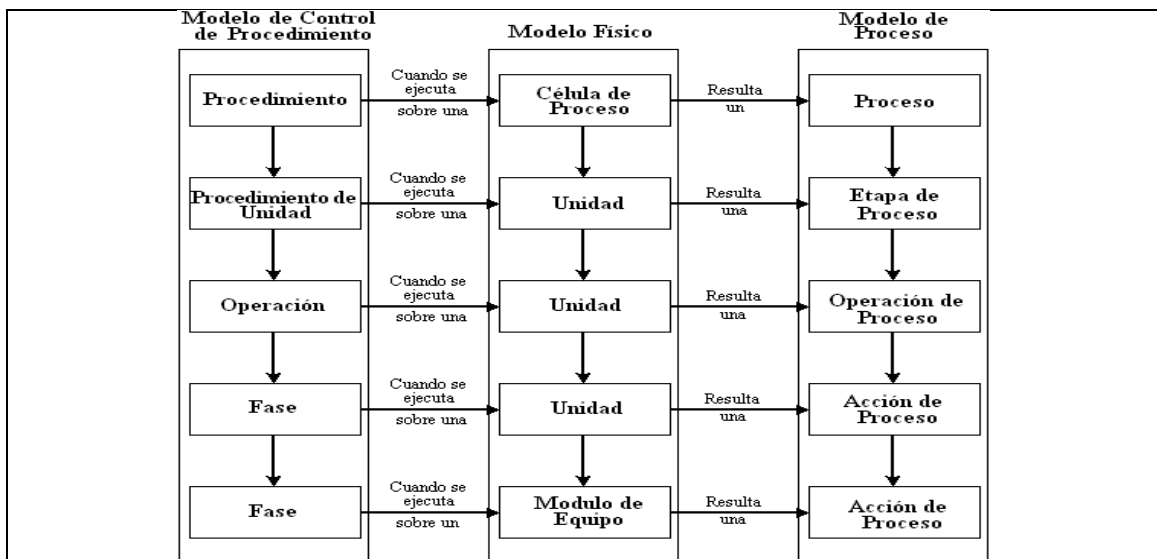 Modelo de Control
de Procedimiento
Modelo Físico
Modelo de
Proceso
Procedimiento
Cuando se
ejecuta
sobre una
Célula de
Proceso
Resulta
un
Proceso
Procedimiento de
Unidad
Cuando se
ejecuta
sobre una
Unidad
Resulta
una
Etapa de
Proceso
Operación
Cuando se
ejecuta
sobre una
Unidad
Resulta
una
Operación de
Proceso
Fase
Cuando se
ejecuta
sobre una
Unidad
Resulta
una
Acción de
Proceso
Fase
Cuando se
ejecuta
sobre un
Modulo de
Equipo
Resulta
una
Acción de
Proceso